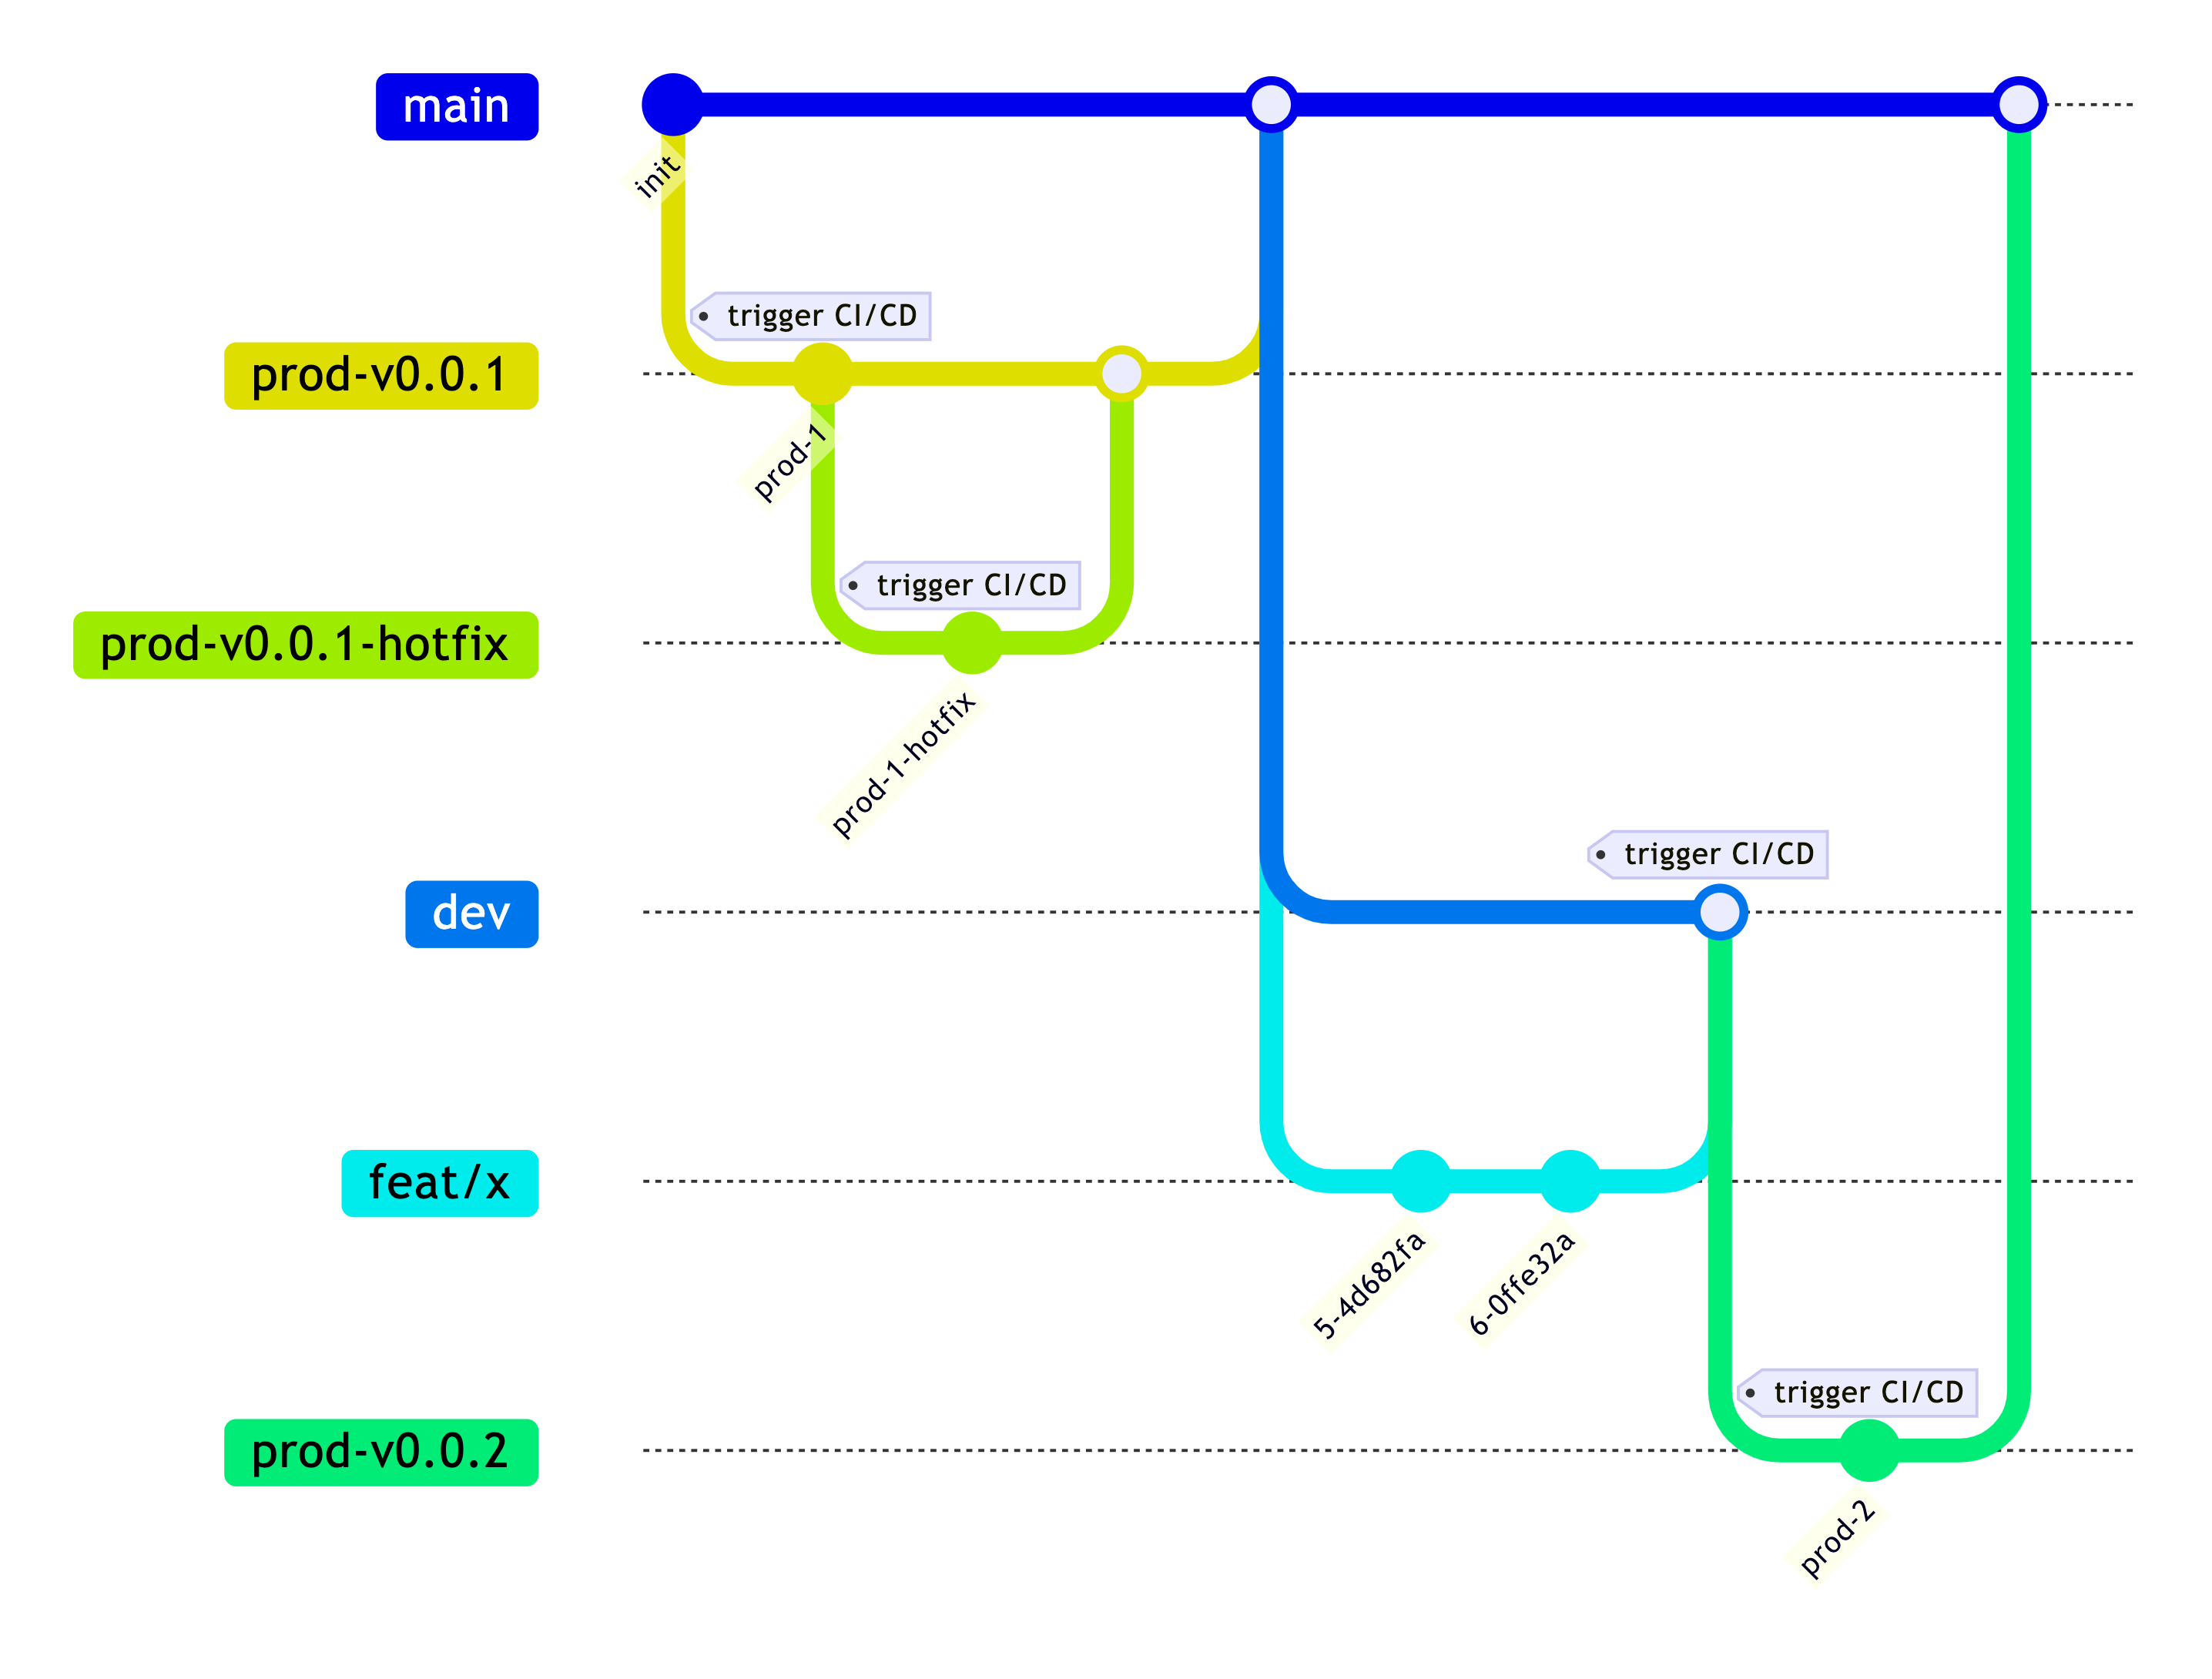 main
init
trigger CI/CD
prod-v0.0.1
prod-1
trigger CI/CD
prod-v0.0.1-hotfix
prod-1-hotfix
trigger CI/CD
dev
feat/x
5-4d682fa
6-0ffe32a
trigger CI/CD
prod-v0.0.2
prod-2